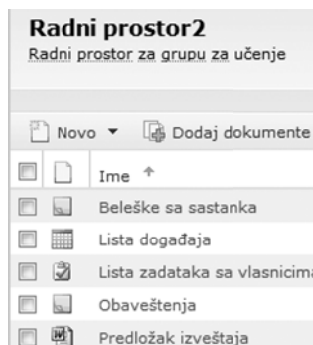 Radni prostor2
Radni prostor za grupu za učenje
Novo Dodaj dokumente
Ime
Beleške sa sastanka
Lista događaja
Lista zadataka sa vlasnicima
Obaveštenja
Predložak izveštaja